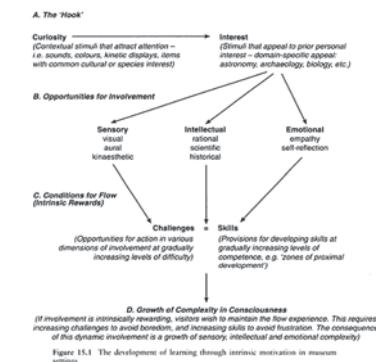 A. The 'Hook'
Curiosity Interest
(Contextual stimuli that attract attention – (Stimuli that appeal to prior personal
i.e. sounds, colours, kinetic displays, items interest – domain-specific appeal:
with common cultural or species interest) astronomy, archaeology, biology, etc.)
B. Opportunities for Involvement
Sensory Intellectual Emotional
visual rational empathy
aural scientific self-reflection
kinaesthetic historical
C. Conditions for Flow
(Intrinsic Rewards)
Challenges = Skills
(Opportunities for action in various (Provisions for developing skills at
dimensions of involvement at gradually gradually increasing levels of
increasing levels of difficulty) competence, e.g. 'zones of proximal
development')
D. Growth of Complexity in Consciousness
(If involvement is intrinsically rewarding, visitors wish to maintain the flow experience. This requires
increasing challenges to avoid boredom, and increasing skills to avoid frustration. The consequence
of this dynamic involvement is a growth of sensory, intellectual and emotional complexity)
Figure 15.1 The development of learning through intrinsic motivation in museum
settings